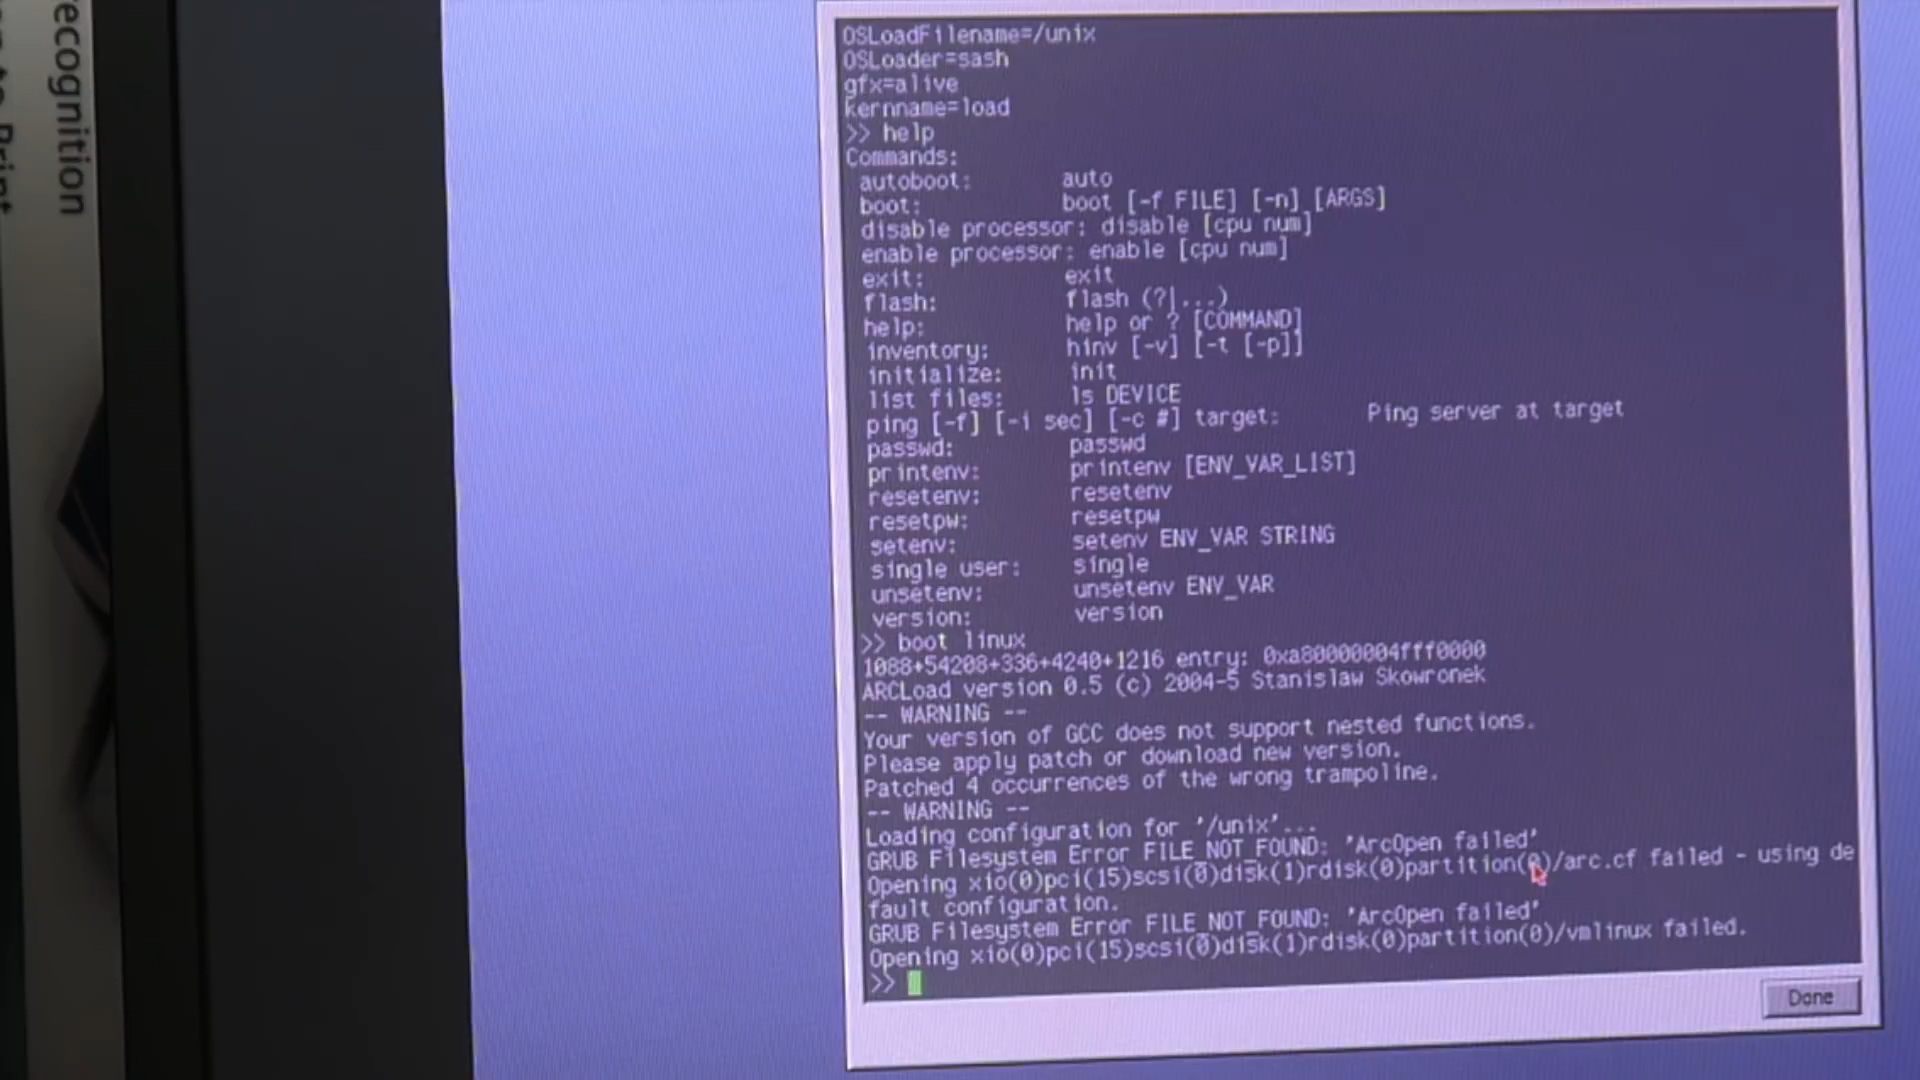 ecognition
to Print
OSLoadFilename=/unix
OSLoader=sash
gfx=alive
kernname=load
>> help
Commands:
autoboot: auto
boot: boot [-f FILE] [-n] [ARGS]
disable processor: disable [cpu num]
enable processor: enable [cpu num]
exit: exit
flash: flash (?|...)
help: help or ? [COMMAND]
inventory: hinv [-v] [-t [-p]]
initialize: init
list files: ls DEVICE
ping [-f] [-i sec] [-c #] target: Ping server at target
passwd: passwd
printenv: printenv [ENV_VAR_LIST]
resetenv: resetenv
resetpw: resetpw
setenv: setenv ENV_VAR STRING
single user: single
unsetenv: unsetenv ENV_VAR
version: version
>> boot linux
1088+54208+336+4240+1216 entry: 0xa80000004fff0000
ARCLoad version 0.5 (c) 2004-5 Stanislaw Skowronek
-- WARNING --
Your version of GCC does not support nested functions.
Please apply patch or download new version.
Patched 4 occurrences of the wrong trampoline.
-- WARNING --
Loading configuration for '/unix'...
GRUB Filesystem Error FILE_NOT_FOUND: 'ArcOpen failed'
Opening xio(0)pci(15)scsi(0)disk(1)rdisk(0)partition(0)/arc.cf failed - using de
fault configuration.
GRUB Filesystem Error FILE_NOT_FOUND: 'ArcOpen failed'
Opening xio(0)pci(15)scsi(0)disk(1)rdisk(0)partition(0)/vmlinux failed.
>>
Done